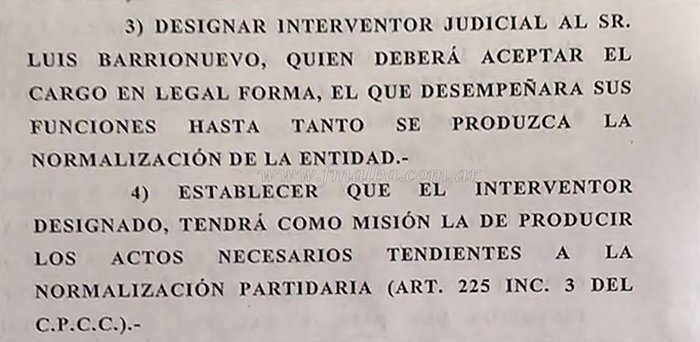 3) DESIGNAR INTERVENTOR JUDICIAL AL SR.
LUIS BARRIONUEVO, QUIEN DEBERÁ ACEPTAR EL
CARGO EN LEGAL FORMA, EL QUE DESEMPEÑARA SUS
FUNCIONES HASTA TANTO SE PRODUZCA LA
NORMALIZACIÓN DE LA ENTIDAD.-
www.fmalba.com.ar
4) ESTABLECER QUE EL INTERVENTOR
DESIGNADO, TENDRÁ COMO MISIÓN LA DE PRODUCIR
LOS ACTOS NECESARIOS TENDIENTES A LA
NORMALIZACIÓN PARTIDARIA (ART. 225 INC. 3 DEL
C.P.C.C.).-